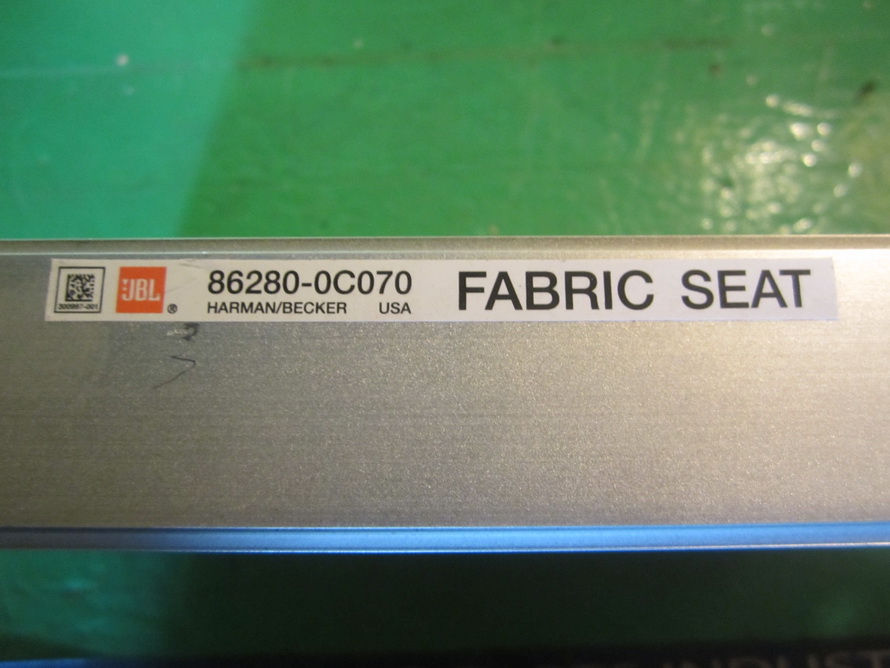 JBL
®
86280-0C070
HARMAN/BECKER USA
FABRIC SEAT